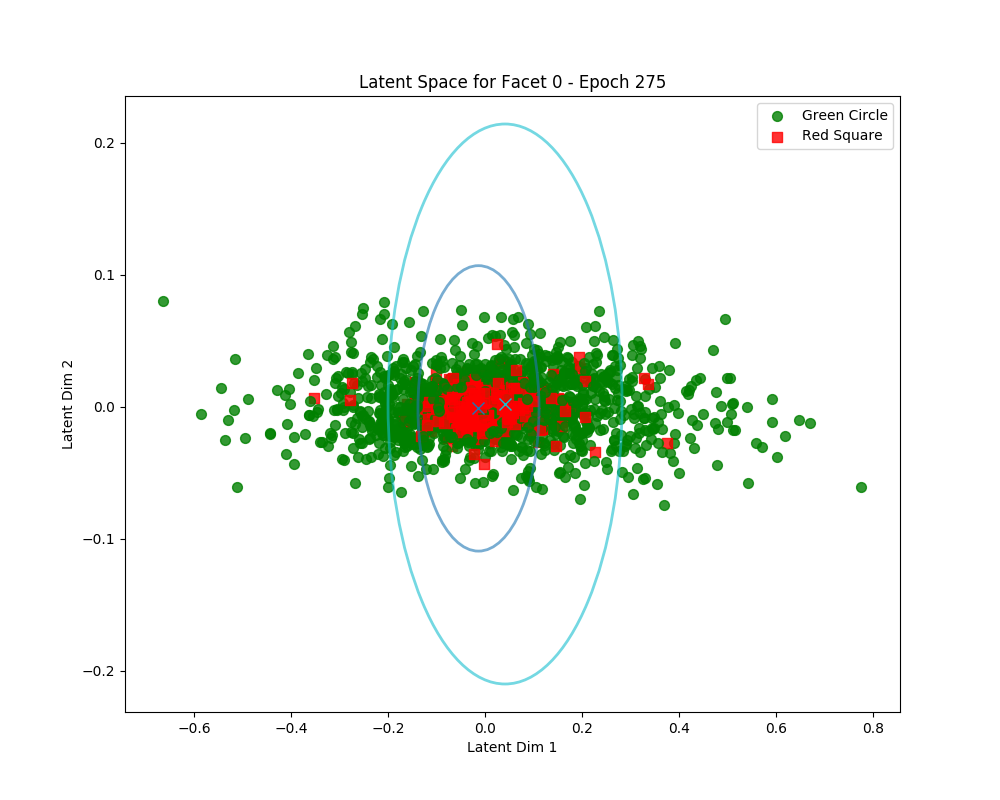 Latent Space for Facet 0 - Epoch 275
Green Circle
Red Square
0.2
0.1
0.0
−0.1
−0.2
Latent Dim 2
−0.6 −0.4 −0.2 0.0 0.2 0.4 0.6 0.8
Latent Dim 1